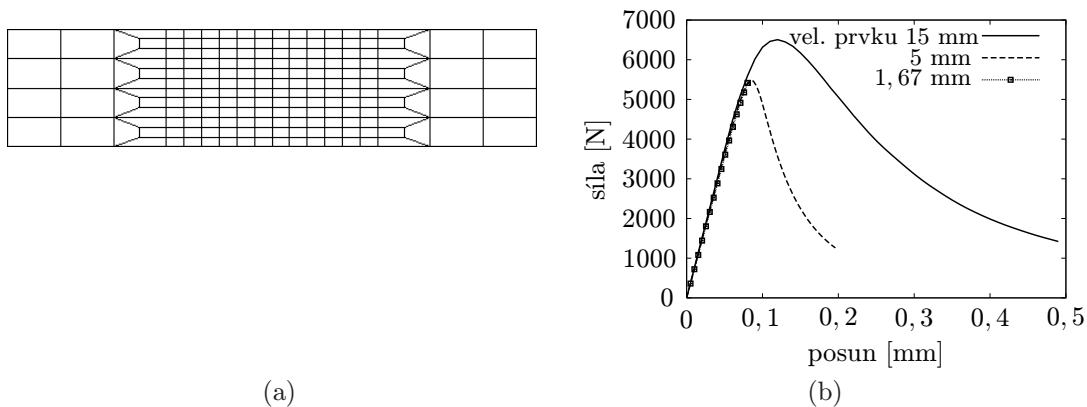 7000
6000
5000
4000
3000
2000
1000
0
síla [N]
vel. prvku 15 mm
5 mm
1, 67 mm
0 0, 1 0, 2 0, 3 0, 4 0, 5
posun [mm]
(a) (b)